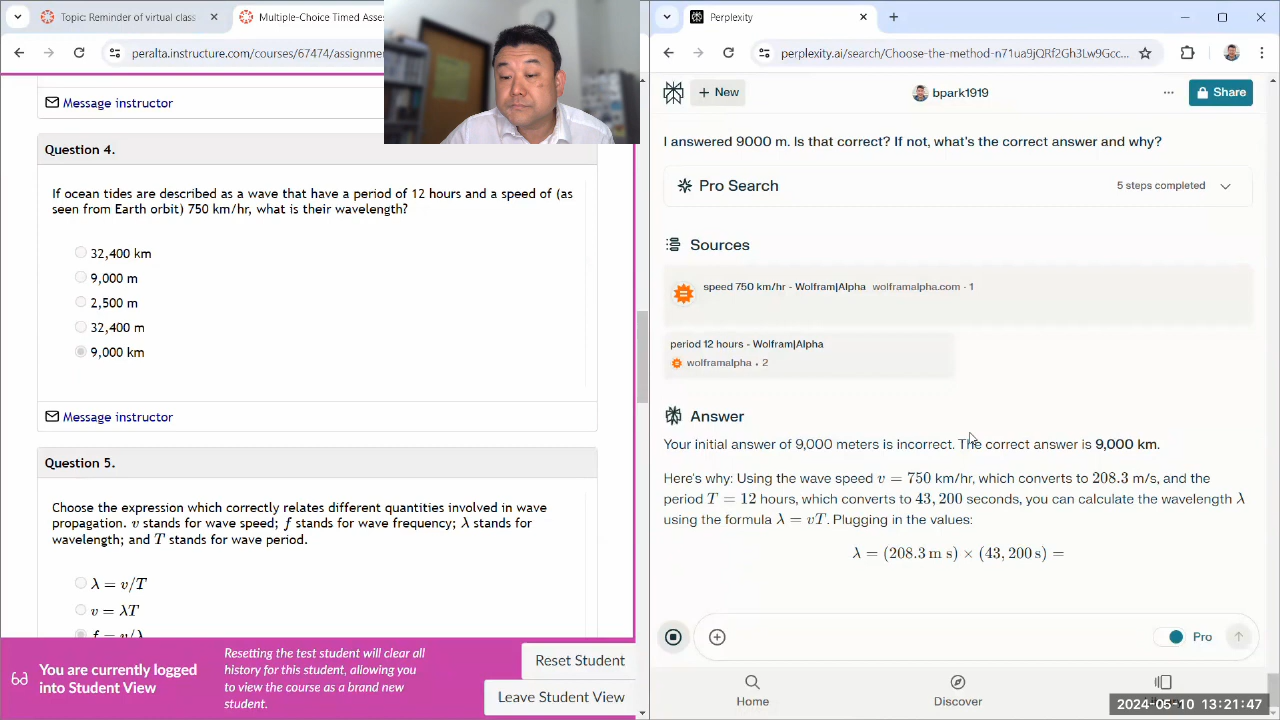 Topic: Reminder of virtual class
Multiple-Choice Timed Asse
Perplexity
peralta.instructure.com/courses/67474/assignme
perplexity.ai/search/Choose-the-method-n71ua9jQRf2Gh3Iw9Gcc...
Message instructor
Question 4.
If ocean tides are described as a wave that have a period of 12 hours and a speed of (as
seen from Earth orbit) 750 km/hr, what is their wavelength?
32,400 km
9,000 m
2,500 m
32,400 m
9,000 km
Message instructor
Question 5.
Choose the expression which correctly relates different quantities involved in wave
propagation. v stands for wave speed; f stands for wave frequency; λ stands for
wavelength; and T stands for wave period.
λ = v/T
v = λT
f = v/λ
You are currently logged
into Student View
Resetting the test student will clear all
history for this student, allowing you
to view the course as a brand new
student.
Reset Student
Leave Student View
New
bpark1919
Share
I answered 9000 m. Is that correct? If not, what's the correct answer and why?
Pro Search
5 steps completed
Sources
speed 750 km/hr - Wolfram|Alpha wolframalpha.com · 1
period 12 hours - Wolfram|Alpha
wolframalpha · 2
Answer
Your initial answer of 9,000 meters is incorrect. The correct answer is 9,000 km.
Here's why: Using the wave speed v = 750 km/hr, which converts to 208.3 m/s, and the
period T = 12 hours, which converts to 43,200 seconds, you can calculate the wavelength λ
using the formula λ = vT. Plugging in the values:
λ = (208.3 m s) × (43, 200 s) =
Pro
Home
Discover
2024-05-10 13:21:47